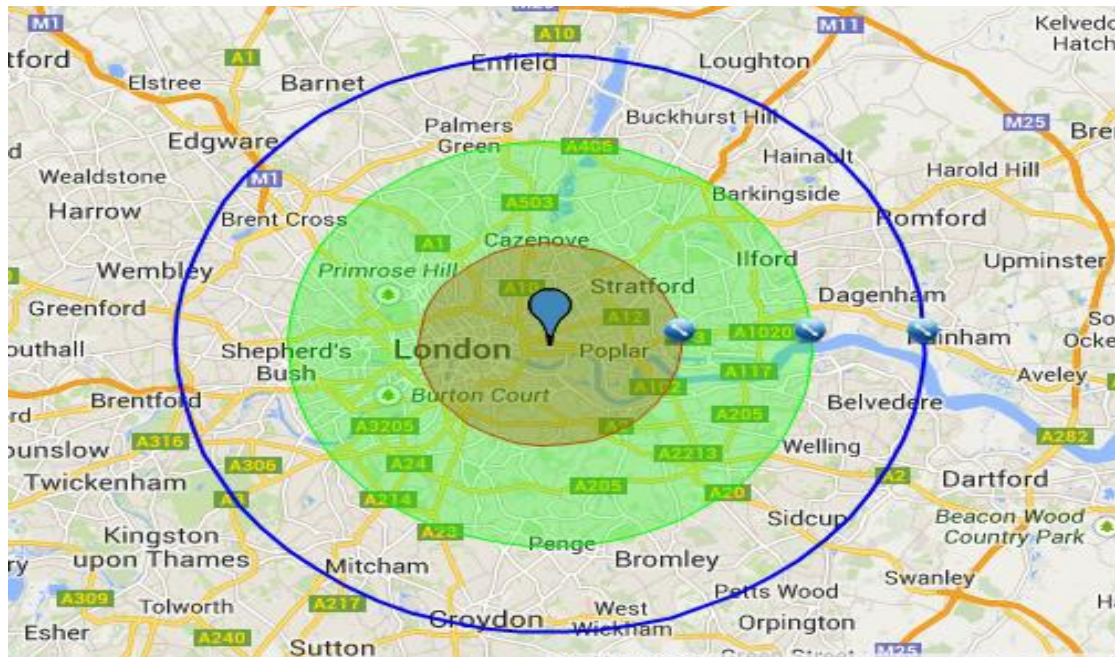 M1
A10
M11
Kelvedo
Hatch
tford
A1
Enfield
Loughton
Elstree
Barnet
Buckhurst Hill
M25
Palmers
Green
Bre
Edgware
A406
Hainault
Harold Hill
Wealdstone
M1
Barkingside
Harrow
A503
Romford
Brent Cross
A1
Cazenove
Ilford
Upminster
Wembley
Primrose Hill
Stratford
Dagenham
Greenford
A12
So
Ocke
A1020
outhall
Shepherd's
Bush
London
Poplar
A117
Aveley
Burton Court
A102
Brentford
Belvedere
A205
A316
A3205
A282
ounslow
A2213
Welling
A306
A24
A2
Twickenham
A205
A20
Dartford
A3
A214
Sidcup
Beacon Wood
Country Park
Kingston
upon Thames
A23
Penge
Bromley
Mitcham
Swanley
ry
A309
Tolworth
A217
Petts Wood
Croydon
West
Wickham
Orpington
Esher
A240
Sutton
M25